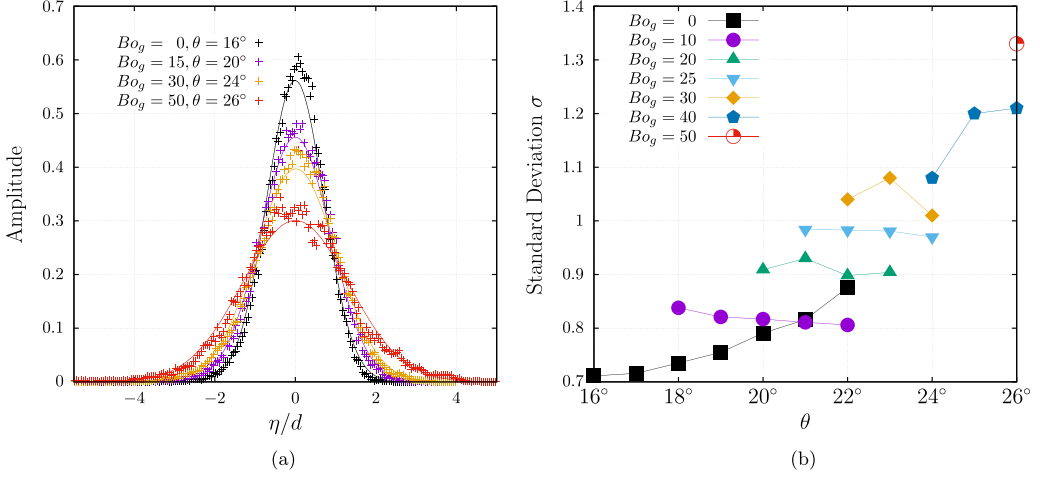 Bo_g = 0, θ = 16°
Bo_g = 15, θ = 20°
Bo_g = 30, θ = 24°
Bo_g = 50, θ = 26°
0.7
0.6
0.5
0.4
0.3
0.2
0.1
0
−4
−2
0
2
4
Amplitude
η/d
(a)
Bo_g = 0
Bo_g = 10
Bo_g = 20
Bo_g = 25
Bo_g = 30
Bo_g = 40
Bo_g = 50
1.4
1.3
1.2
1.1
1
0.9
0.8
0.7
16°
18°
20°
22°
24°
26°
Standard Deviation σ
θ
(b)